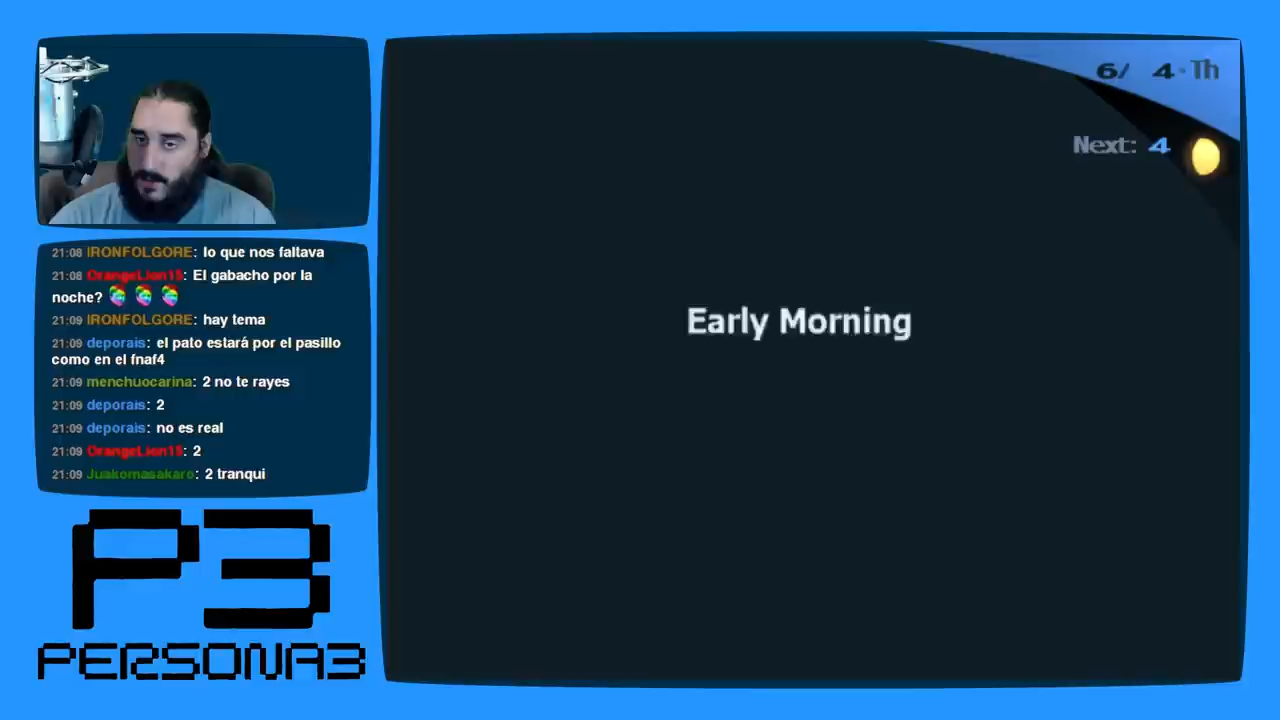 21:08 IRONFOLGORE: lo que nos faltava
21:08 OrangeLion15: El gabacho por la
noche?
21:09 IRONFOLGORE: hay tema
21:09 deporais: el pato estará por el pasillo
como en el fnaf4
21:09 menchuocarina: 2 no te rayes
21:09 deporais: 2
21:09 deporais: no es real
21:09 OrangeLion15: 2
21:09 Juakomasakaro: 2 tranqui
P3
PERSONA3
6/ 4·Th
Next: 4
Early Morning